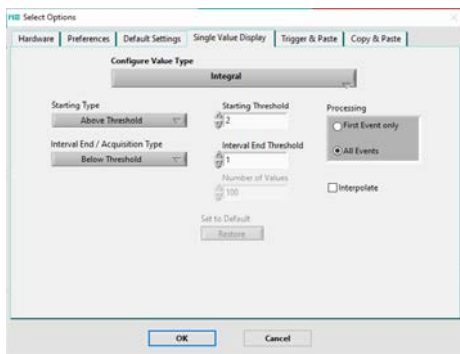 Select Options
Hardware Preferences Default Settings Single Value Display Trigger & Paste Copy & Paste
Configure Value Type
Integral
Starting Type
Above Threshold
Starting Threshold
2
Processing
First Event only
All Events
Interval End / Acquisition Type
Below Threshold
Interval End Threshold
1
Number of Values
100
Interpolate
Set to Default
Restore
OK Cancel